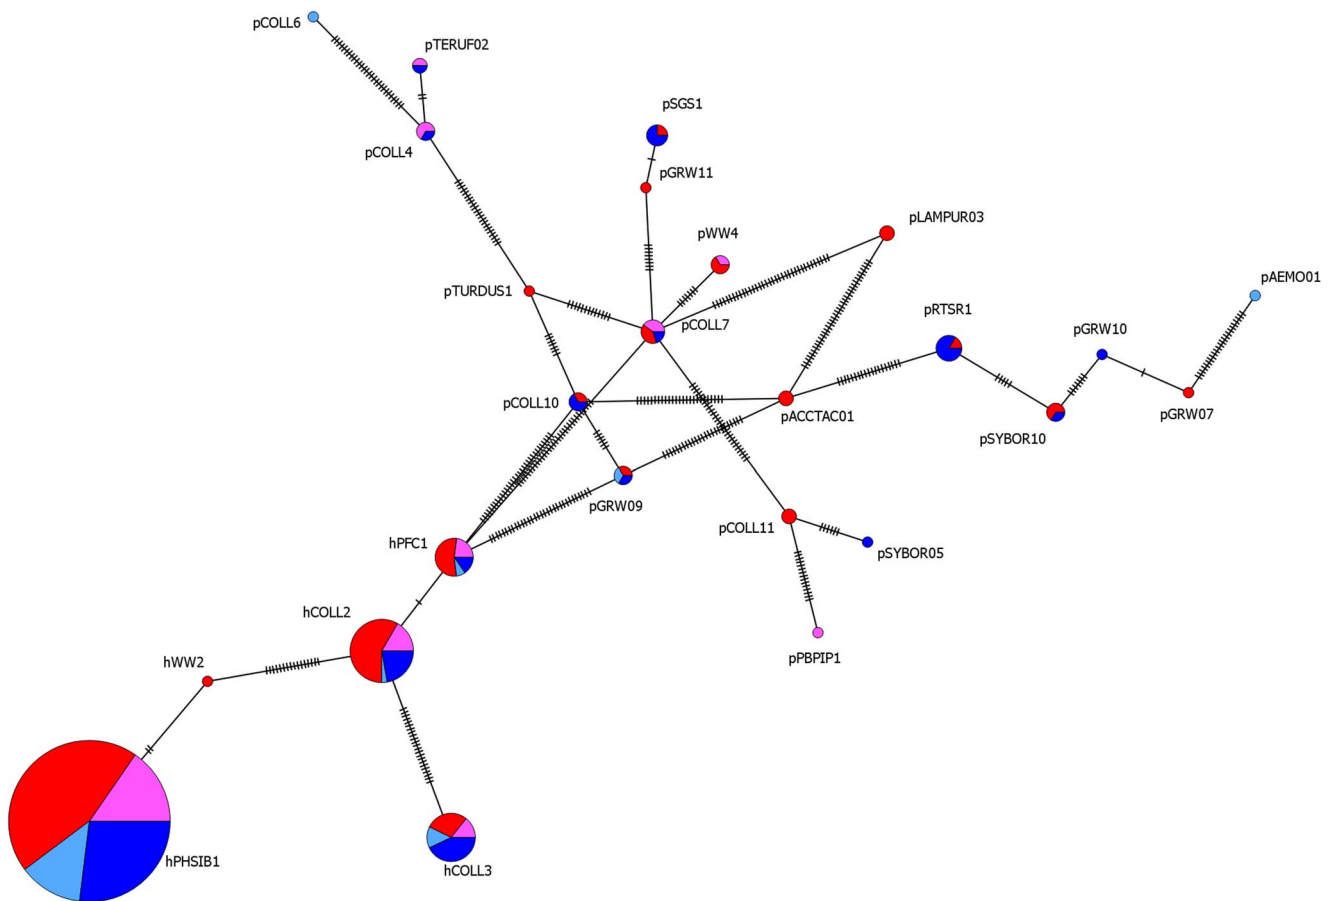 pCOLL6
pTERUF02
pSGS1
pCOLL4
pGRW11
pLAMPUR03
pWW4
pAEMO01
pTURDUS1
pRTSR1
pCOLL7
pGRW10
pCOLL10
pACCTAC01
pGRW07
pSYBOR10
pGRW09
pCOLL11
hPFC1
pSYBOR05
hCOLL2
hWW2
pPBPIP1
hPHSIB1
hCOLL3